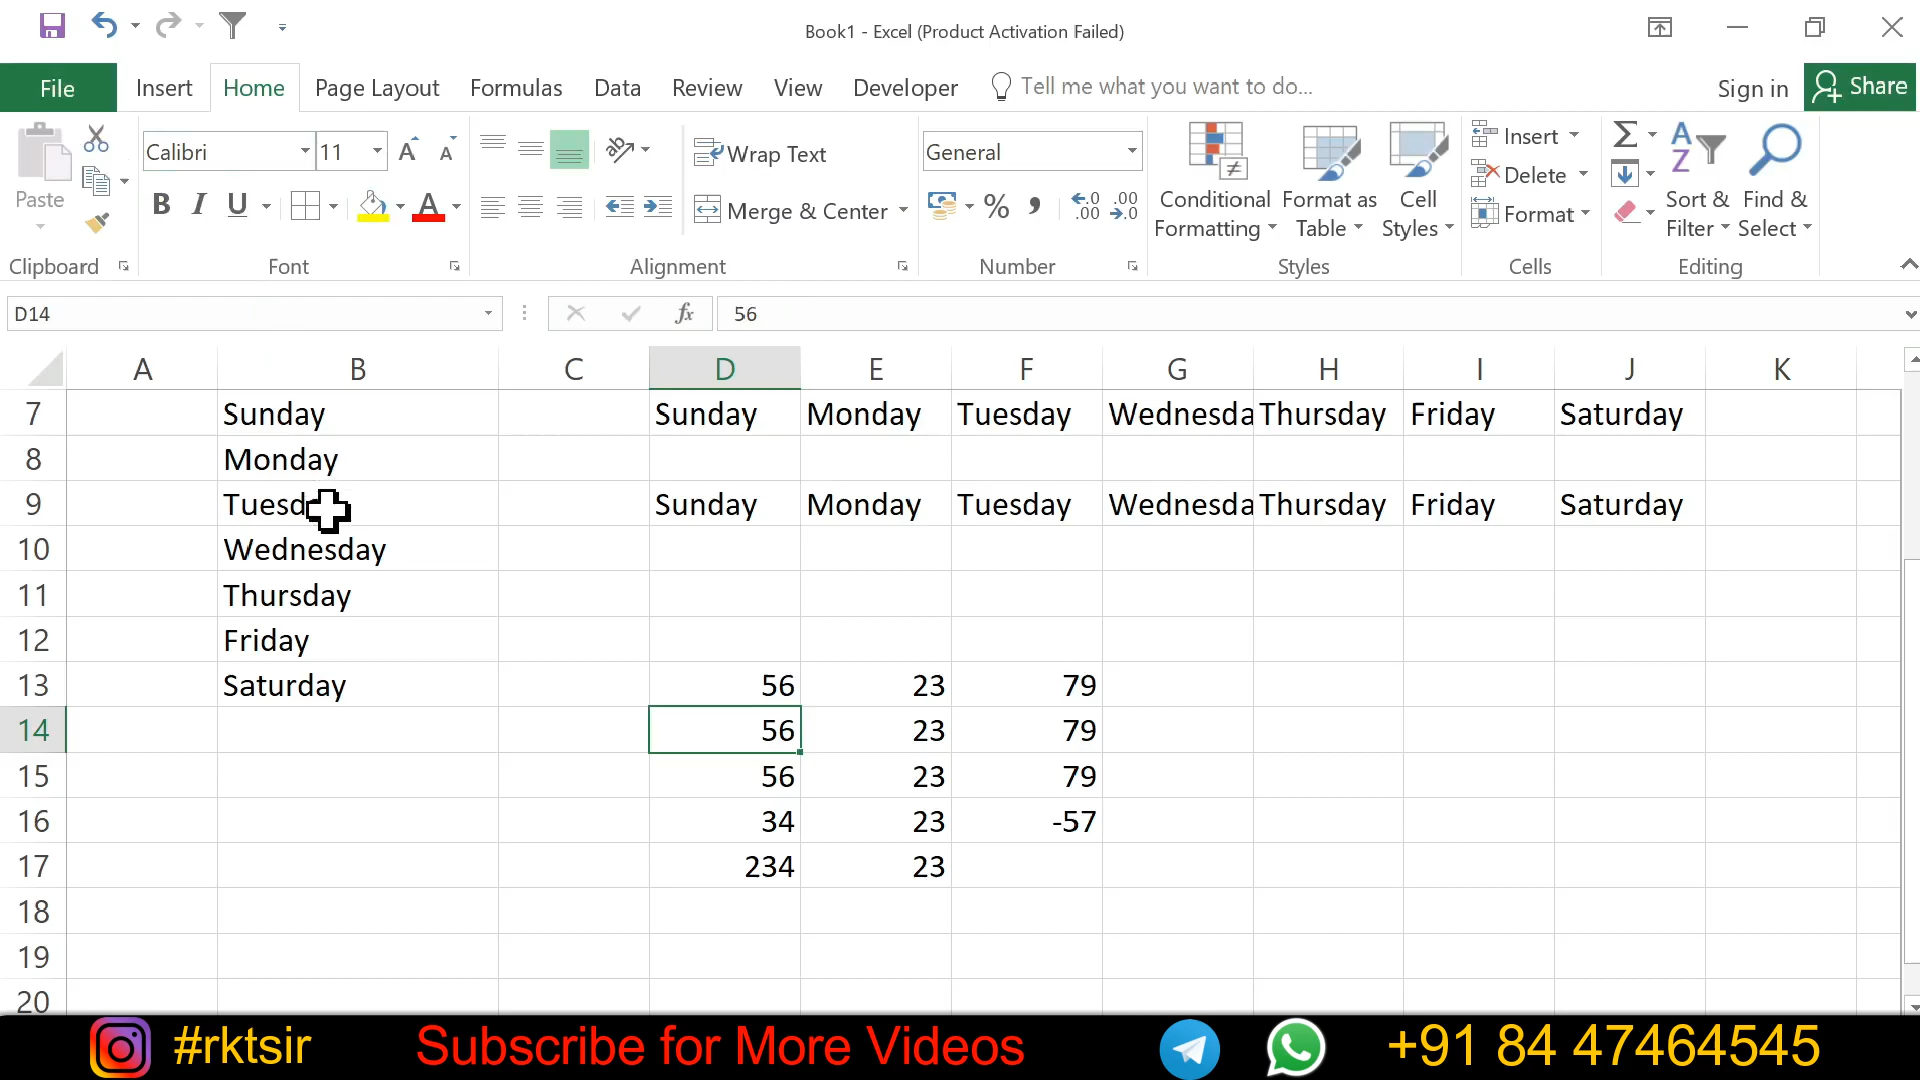 Book1 - Excel (Product Activation Failed)
File Insert Home Page Layout Formulas Data Review View Developer Tell me what you want to do... Sign in Share
Paste
Calibri 11
B I U A
Wrap Text
Merge & Center
General
% .00
Conditional Formatting
Format as Table
Cell Styles
Insert
Delete
Format
Sort & Filter
Find & Select
Clipboard Font Alignment Number Styles Cells Editing
D14 fx 56
A B C D E F G H I J K
7 Sunday Sunday Monday Tuesday Wednesda Thursday Friday Saturday
8 Monday
9 Tuesd Sunday Monday Tuesday Wednesda Thursday Friday Saturday
10 Wednesday
11 Thursday
12 Friday
13 Saturday 56 23 79
14 56 23 79
15 56 23 79
16 34 23 -57
17 234 23
18
19
20
#rktsir Subscribe for More Videos +91 84 47464545